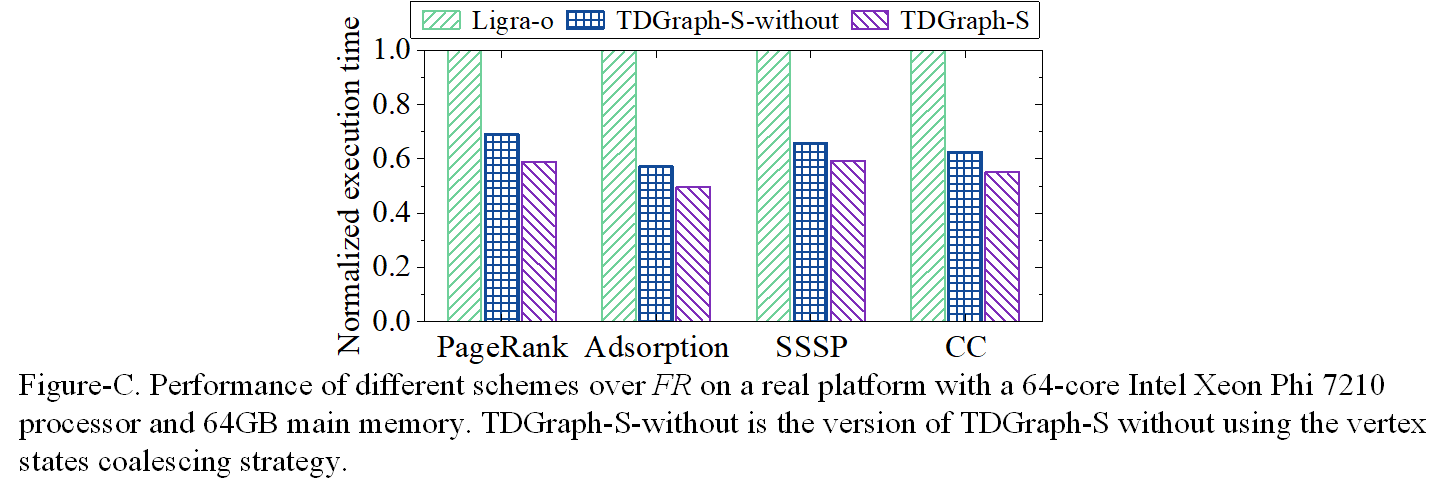 Ligra-o TDGraph-S-without TDGraph-S
Normalized execution time
1.0
0.8
0.6
0.4
0.2
0.0
PageRank Adsorption SSSP CC
Figure-C. Performance of different schemes over FR on a real platform with a 64-core Intel Xeon Phi 7210
processor and 64GB main memory. TDGraph-S-without is the version of TDGraph-S without using the vertex
states coalescing strategy.